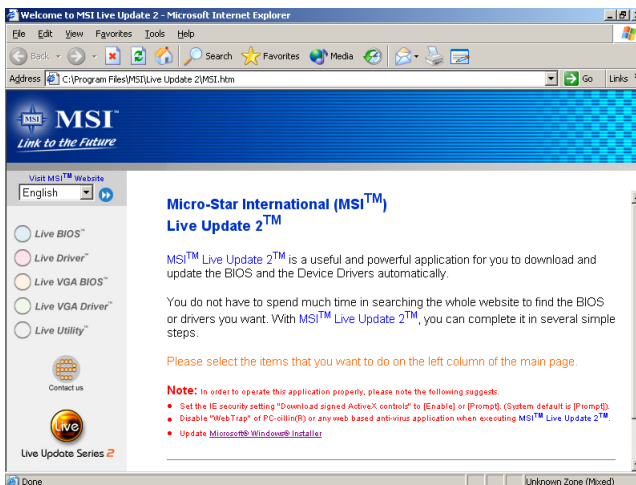 Welcome to MSI Live Update 2 - Microsoft Internet Explorer
File Edit View Favorites Tools Help
Back Search Favorites Media
Address C:\Program Files\MSI\Live Update 2\MSI.htm Go Links
MSI MSI™
Link to the Future
Visit MSI™ Website
English
Live BIOS™
Live Driver™
Live VGA BIOS™
Live VGA Driver™
Live Utility™
Contact us
Live
Live Update Series 2
Micro-Star International (MSI™)
Live Update 2™
MSI™ Live Update 2™ is a useful and powerful application for you to download and
update the BIOS and the Device Drivers automatically.
You do not have to spend much time in searching the whole website to find the BIOS
or drivers you want. With MSI™ Live Update 2™, you can complete it in several simple
steps.
Please select the items that you want to do on the left column of the main page.
Note: In order to operate this application properly, please note the following suggests.
• Set the IE security setting "Download signed ActiveX controls" to [Enable] or [Prompt]. (System default is [Prompt]).
• Disable "WebTrap" of PC-cillin(R) or any web based anti-virus application when executing MSI™ Live Update 2™.
• Update Microsoft® Windows® Installer
Done Unknown Zone (Mixed)